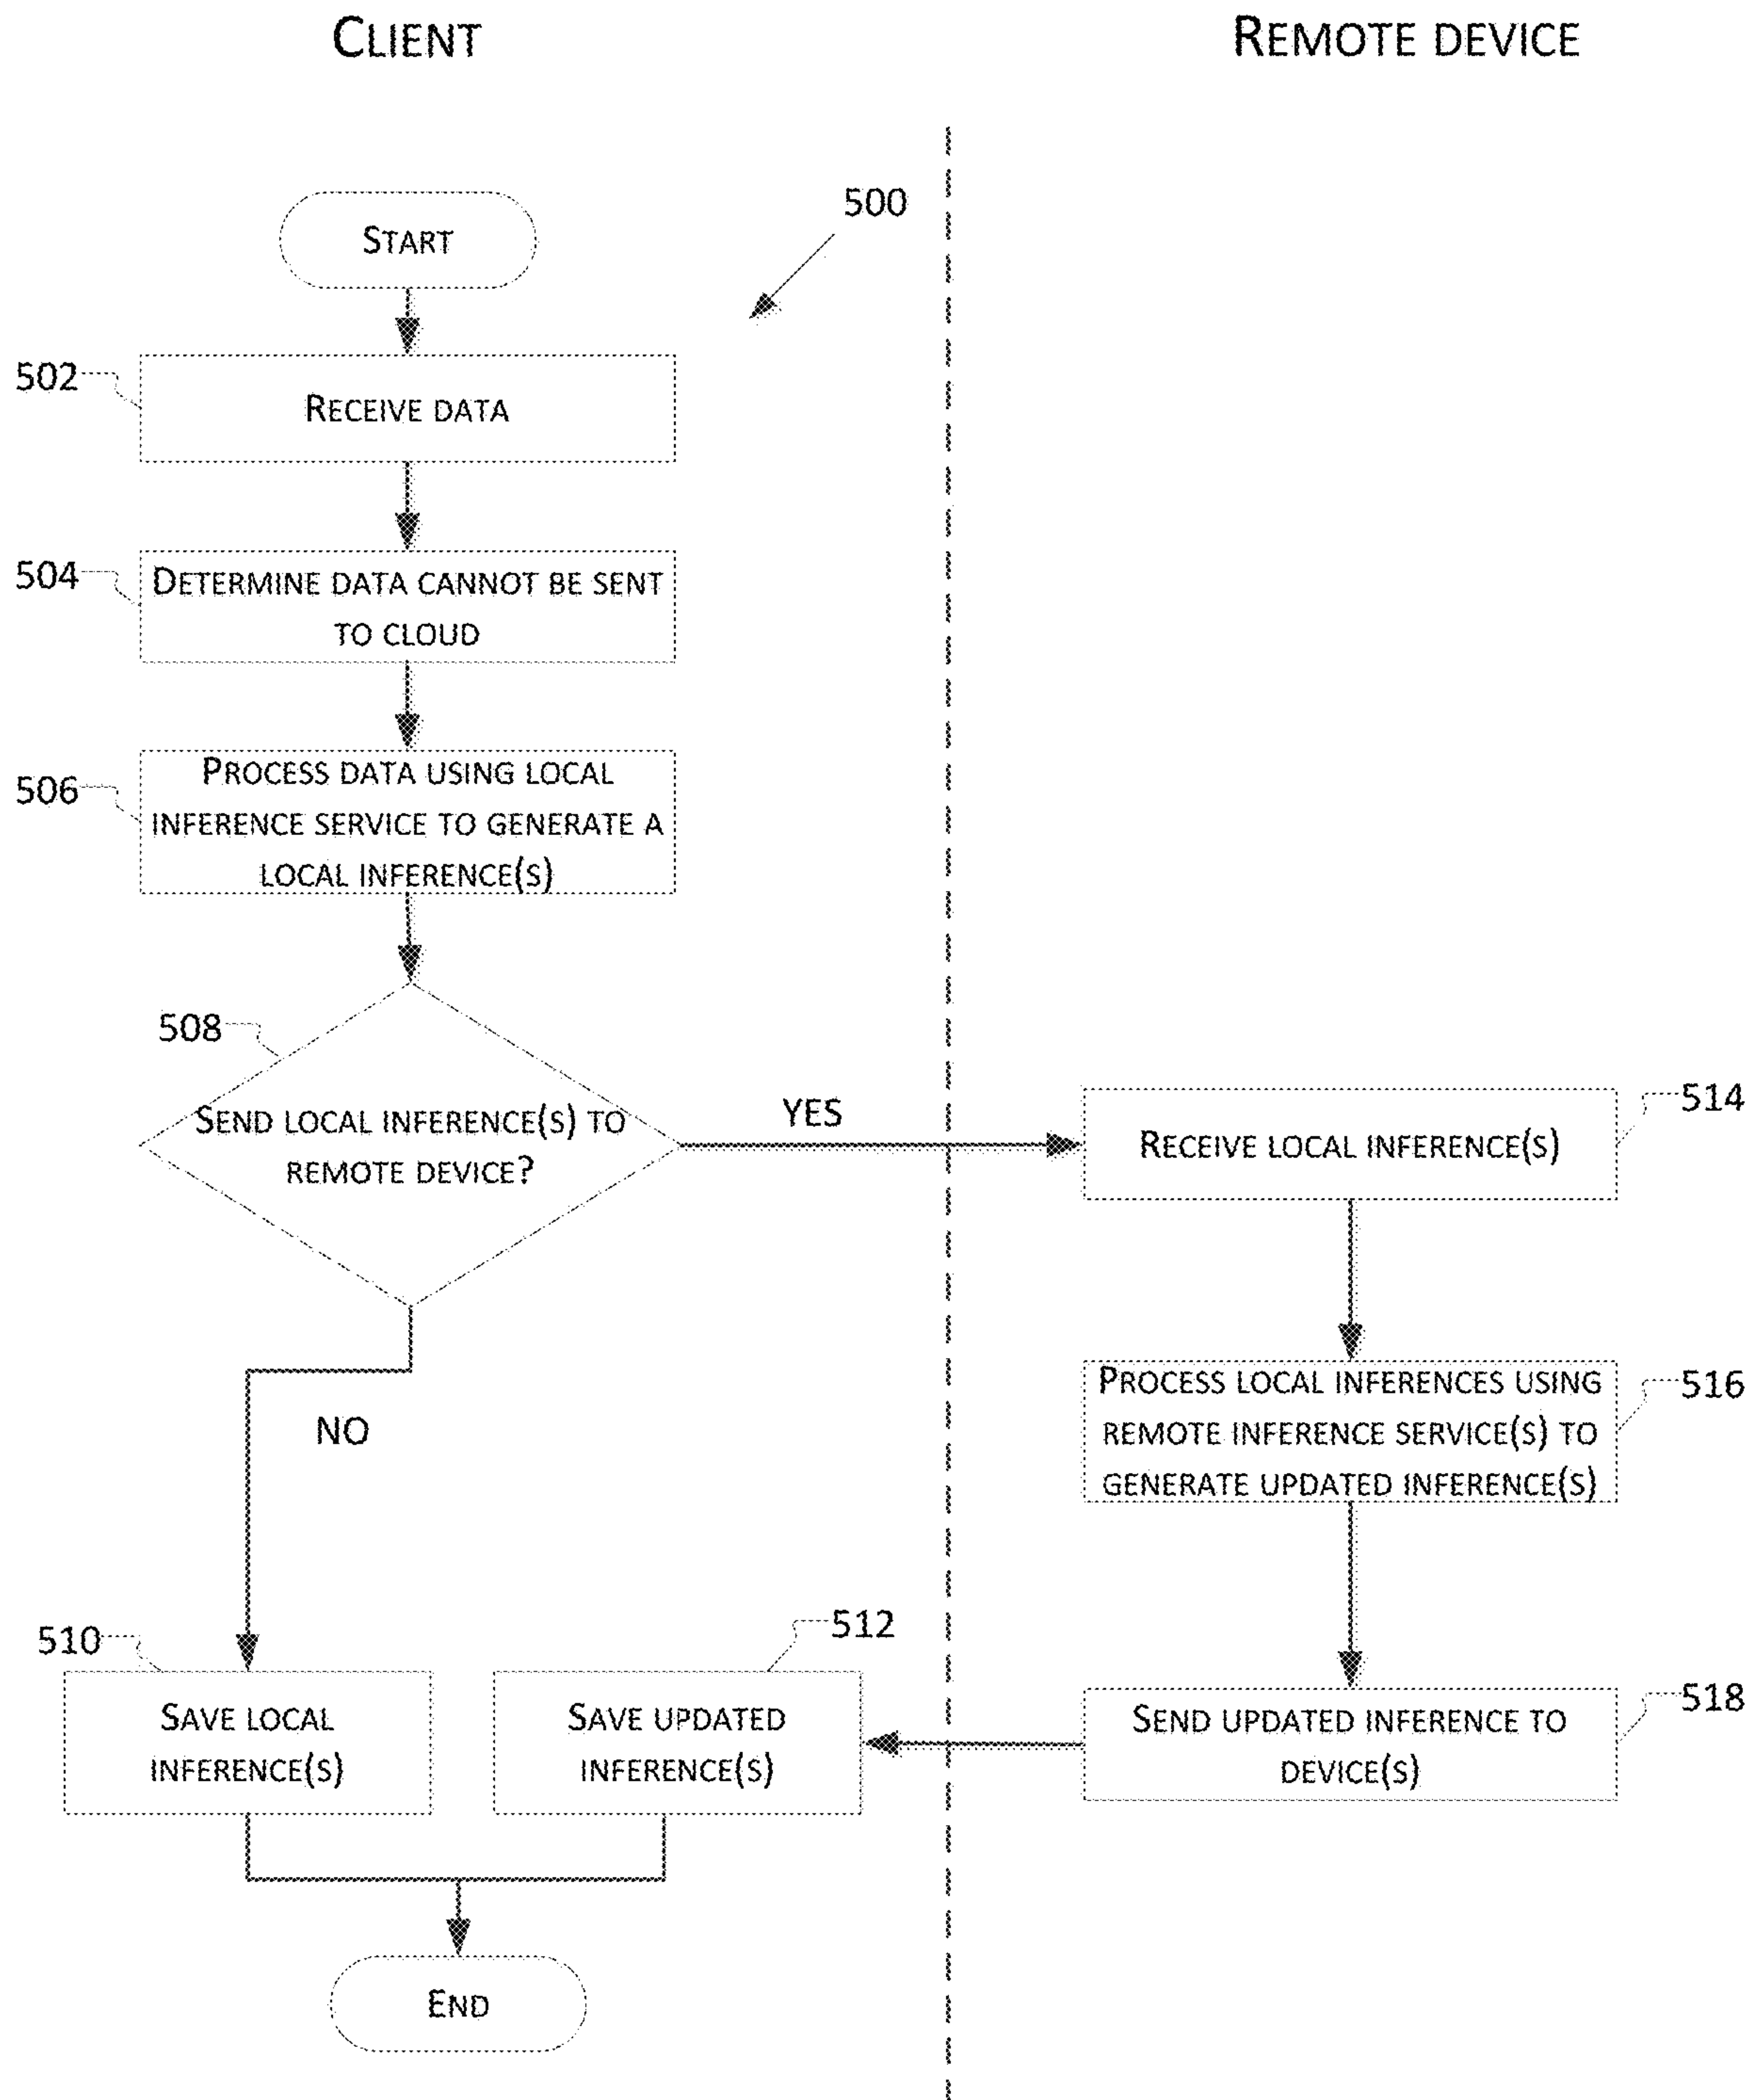 CLIENT
REMOTE DEVICE
500
START
502
RECEIVE DATA
504
DETERMINE DATA CANNOT BE SENT
TO CLOUD
506
PROCESS DATA USING LOCAL
INFERENCE SERVICE TO GENERATE A
LOCAL INFERENCE(S)
508
SEND LOCAL INFERENCE(S) TO
REMOTE DEVICE?
YES
NO
514
RECEIVE LOCAL INFERENCE(S)
516
PROCESS LOCAL INFERENCES USING
REMOTE INFERENCE SERVICE(S) TO
GENERATE UPDATED INFERENCE(S)
510
SAVE LOCAL
INFERENCE(S)
512
SAVE UPDATED
INFERENCE(S)
518
SEND UPDATED INFERENCE TO
DEVICE(S)
END